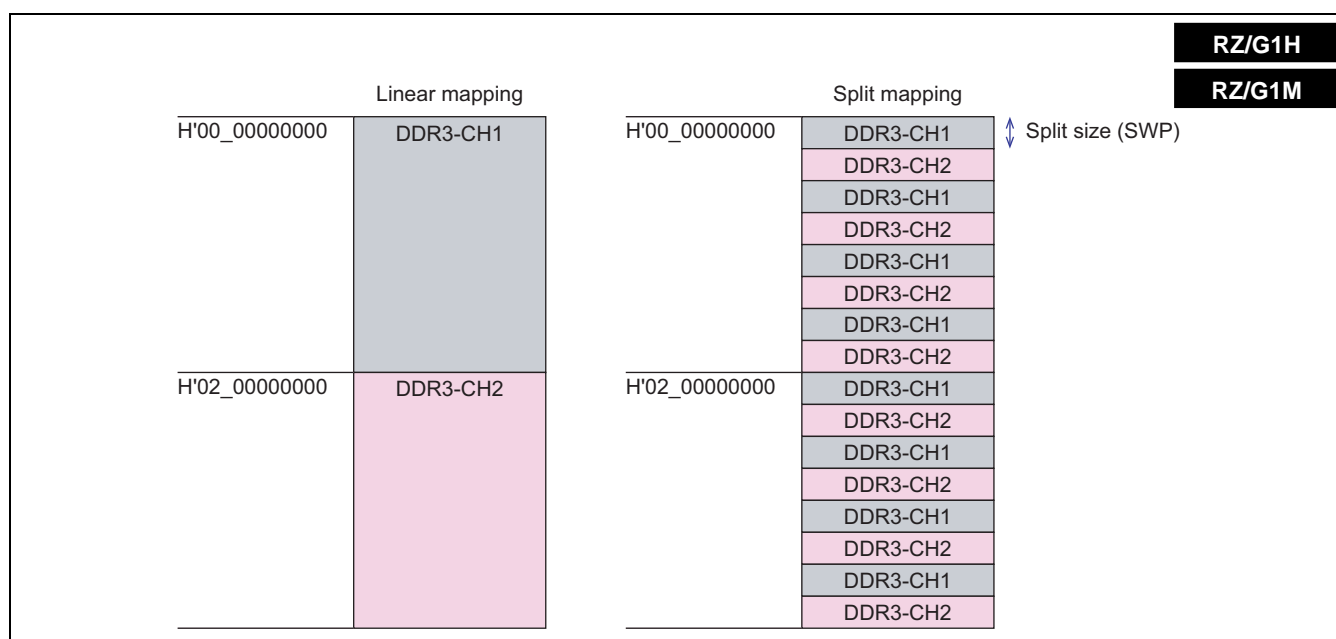 RZ/G1H
RZ/G1M
Linear mapping
H'00_00000000
DDR3-CH1
H'02_00000000
DDR3-CH2
Split mapping
H'00_00000000
DDR3-CH1
Split size (SWP)
DDR3-CH2
DDR3-CH1
DDR3-CH2
DDR3-CH1
DDR3-CH2
DDR3-CH1
DDR3-CH2
H'02_00000000
DDR3-CH1
DDR3-CH2
DDR3-CH1
DDR3-CH2
DDR3-CH1
DDR3-CH2
DDR3-CH1
DDR3-CH2